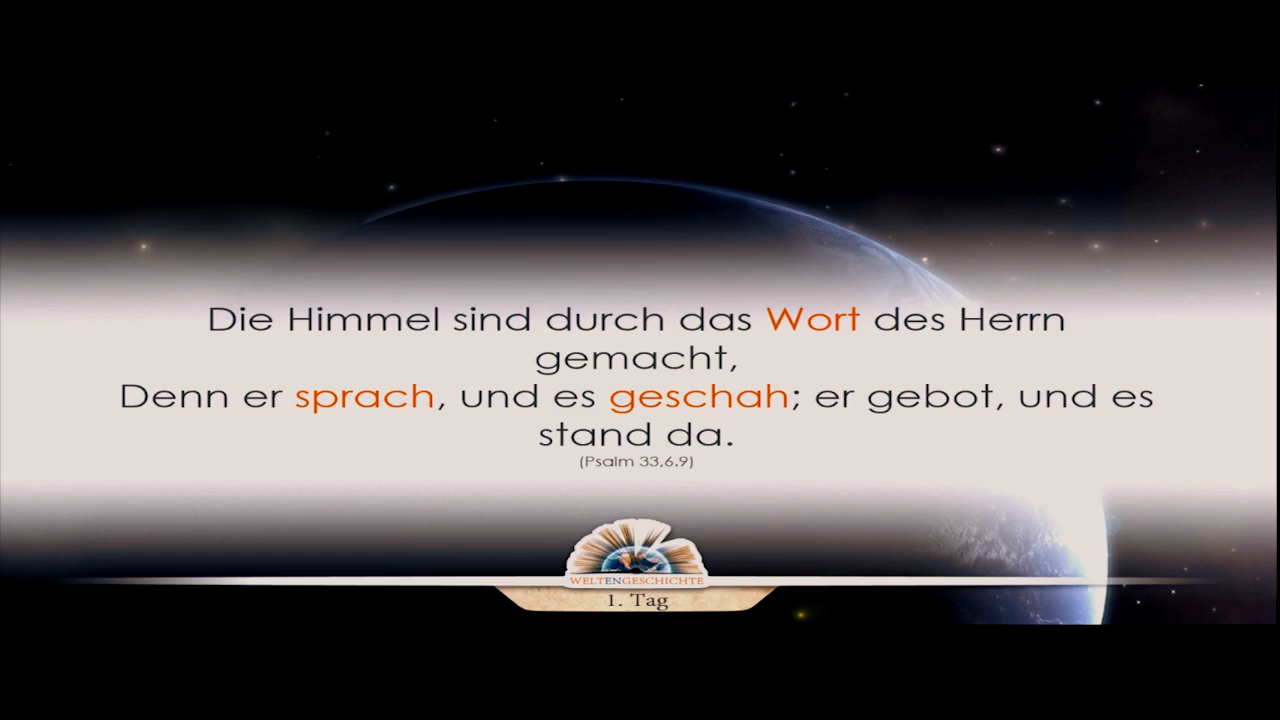 Die Himmel sind durch das Wort des Herrn
gemacht,
Denn er sprach, und es geschah; er gebot, und es
stand da.
(Psalm 33,6.9)
WELTENGESCHICHTE
1. Tag